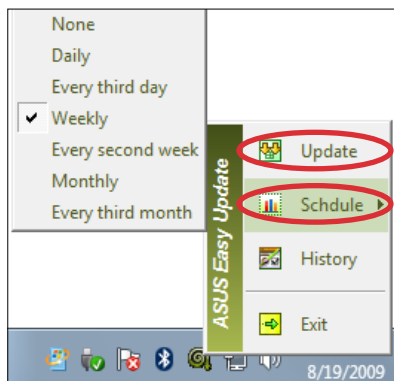 None
Daily
Every third day
Weekly
Every second week
Monthly
Every third month
ASUS Easy Update
Update
Schdule
History
Exit
8/19/2009